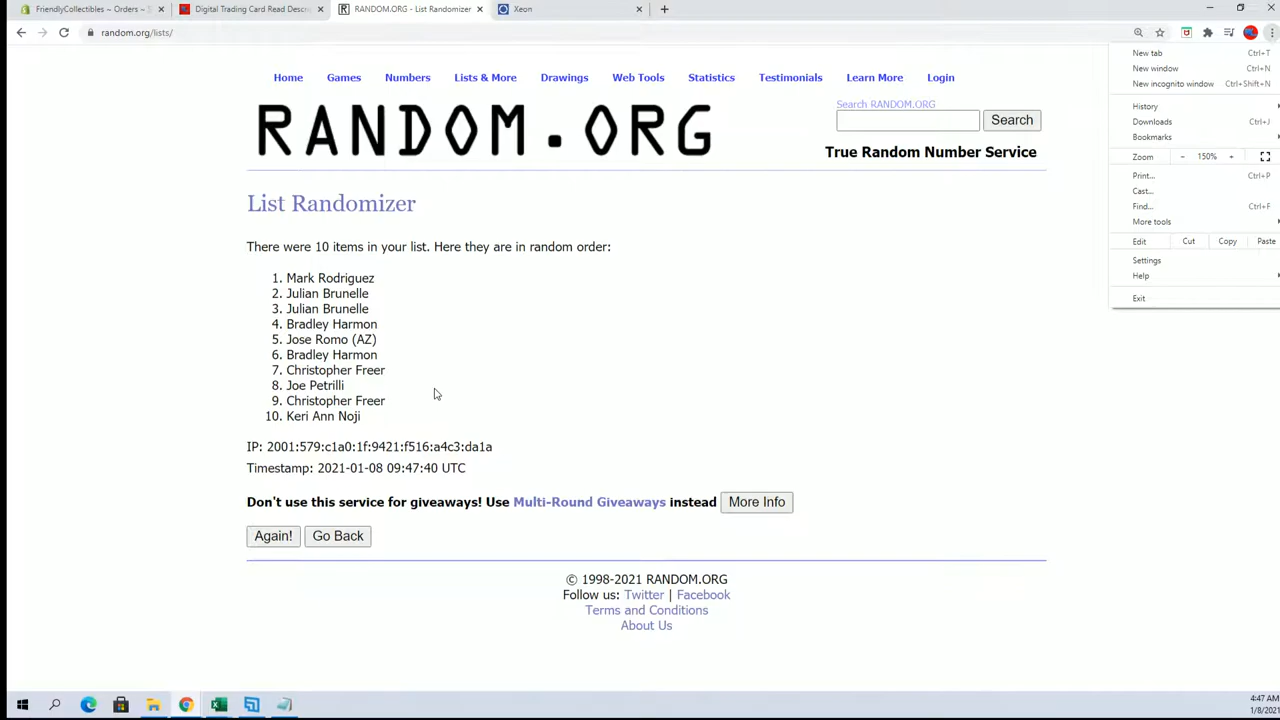 FriendlyCollectibles ~ Orders ~ S
Digital Trading Card Read Descri
RANDOM.ORG - List Randomizer
Xeon
random.org/lists/
New tab Ctrl+T
New window Ctrl+N
New incognito window Ctrl+Shift+N
History
Downloads Ctrl+J
Bookmarks
Zoom - 150% +
Print... Ctrl+P
Cast...
Find... Ctrl+F
More tools
Edit Cut Copy Paste
Settings
Help
Exit
Home Games Numbers Lists & More Drawings Web Tools Statistics Testimonials Learn More Login
RANDOM.ORG
Search RANDOM.ORG
Search
True Random Number Service
List Randomizer
There were 10 items in your list. Here they are in random order:
1. Mark Rodriguez
2. Julian Brunelle
3. Julian Brunelle
4. Bradley Harmon
5. Jose Romo (AZ)
6. Bradley Harmon
7. Christopher Freer
8. Joe Petrilli
9. Christopher Freer
10. Keri Ann Noji
IP: 2001:579:c1a0:1f:9421:f516:a4c3:da1a
Timestamp: 2021-01-08 09:47:40 UTC
Don't use this service for giveaways! Use Multi-Round Giveaways instead More Info
Again! Go Back
© 1998-2021 RANDOM.ORG
Follow us: Twitter | Facebook
Terms and Conditions
About Us
4:47 AM
1/8/2021